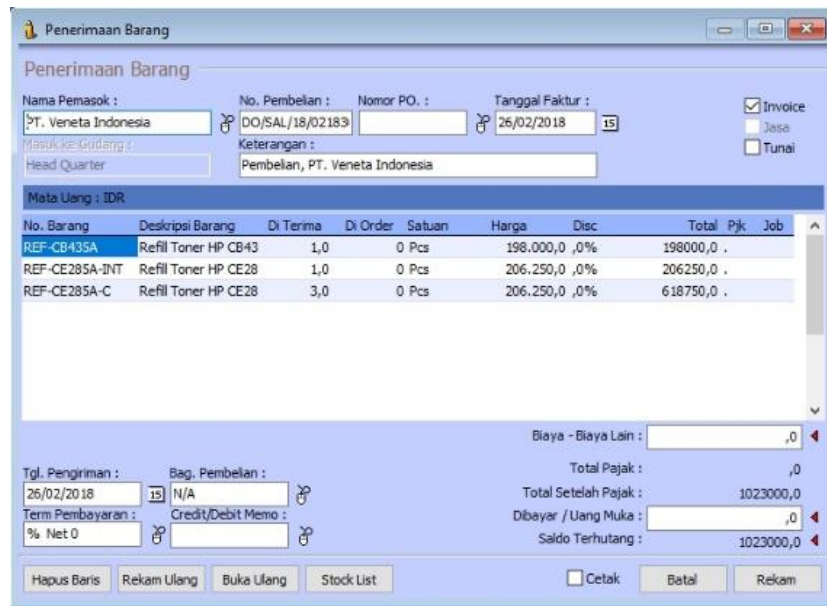 Penerimaan Barang
Penerimaan Barang
Nama Pemasok : No. Pembelian : Nomor PO. : Tanggal Faktur :
PT. Veneta Indonesia DO/SAL/18/0218 26/02/2018 15
Invoice
Jasa
Tunai
Masuk ke Gudang : Keterangan :
Head Quarter Pembelian, PT. Veneta Indonesia
Mata Uang : IDR
No. Barang Deskripsi Barang Di Terima Di Order Satuan Harga Disc Total Pjk Job
REF-CB435A Refill Toner HP CB43 1,0 0 Pcs 198.000,0 ,0% 198000,0 .
REF-CE285A-INT Refill Toner HP CE28 1,0 0 Pcs 206.250,0 ,0% 206250,0 .
REF-CE285A-C Refill Toner HP CE28 3,0 0 Pcs 206.250,0 ,0% 618750,0 .
Biaya - Biaya Lain : ,0
Tgl. Pengiriman : Bag. Pembelian : Total Pajak : ,0
26/02/2018 15 N/A Total Setelah Pajak : 1023000,0
Term Pembayaran : Credit/Debit Memo : Dibayar / Uang Muka : ,0
% Net 0 Saldo Terhutang : 1023000,0
Hapus Baris Rekam Ulang Buka Ulang Stock List Cetak Batal Rekam